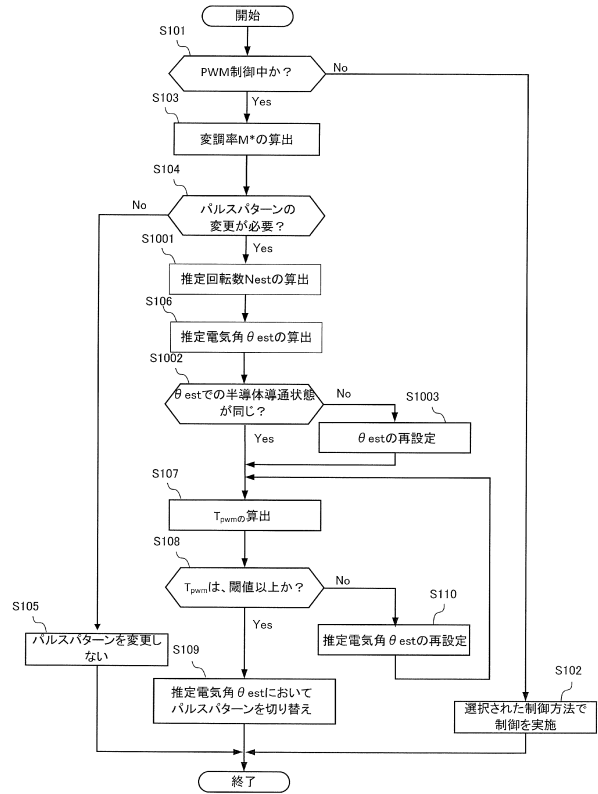 開始
S101
PWM制御中か？
No
Yes
S103
変調率M*の算出
S104
No
パルスパターンの
変更が必要？
Yes
S1001
推定回転数Nestの算出
S106
推定電気角θestの算出
S1002
θestでの半導体導通状態
が同じ？
No
S1003
θestの再設定
Yes
S107
Tpwmの算出
S108
Tpwmは、閾値以上か？
No
S110
推定電気角θestの再設定
Yes
S105
パルスパターンを変更し
ない
S109
推定電気角θestにおいて
パルスパターンを切り替え
S102
選択された制御方法で
制御を実施
終了